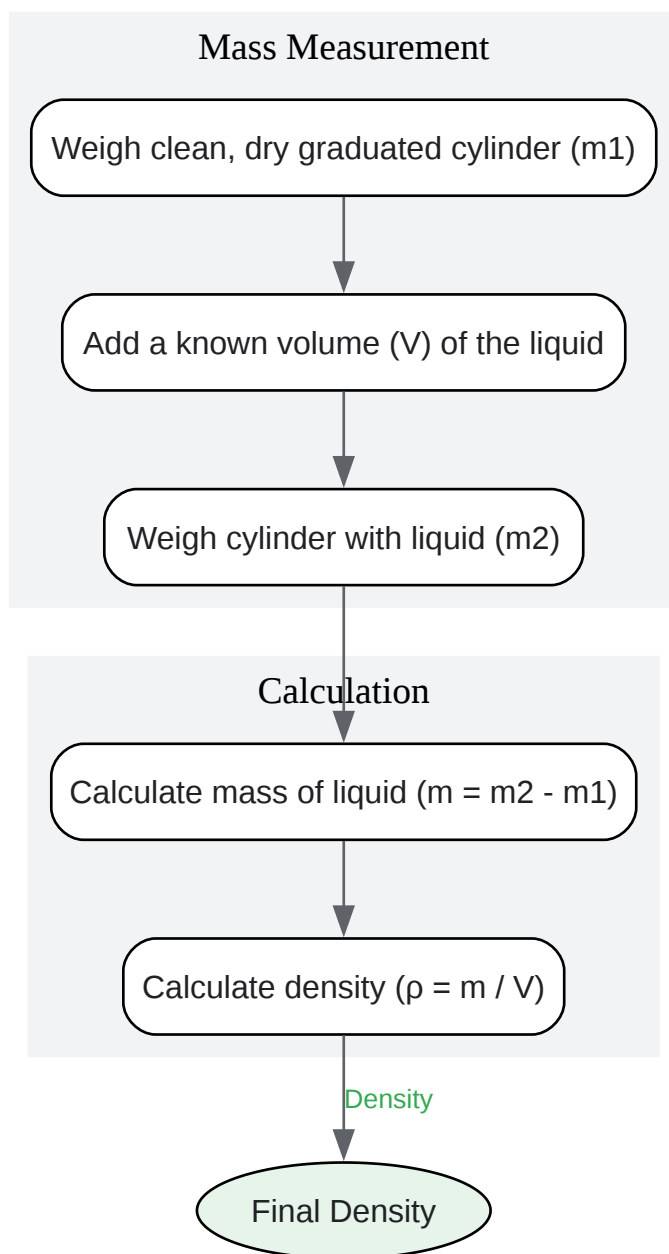 Mass Measurement
Weigh clean, dry graduated cylinder (m1)
Add a known volume (V) of the liquid
Weigh cylinder with liquid (m2)
Calculation
Calculate mass of liquid (m = m2 - m1)
Calculate density (ρ = m / V)
Density
Final Density